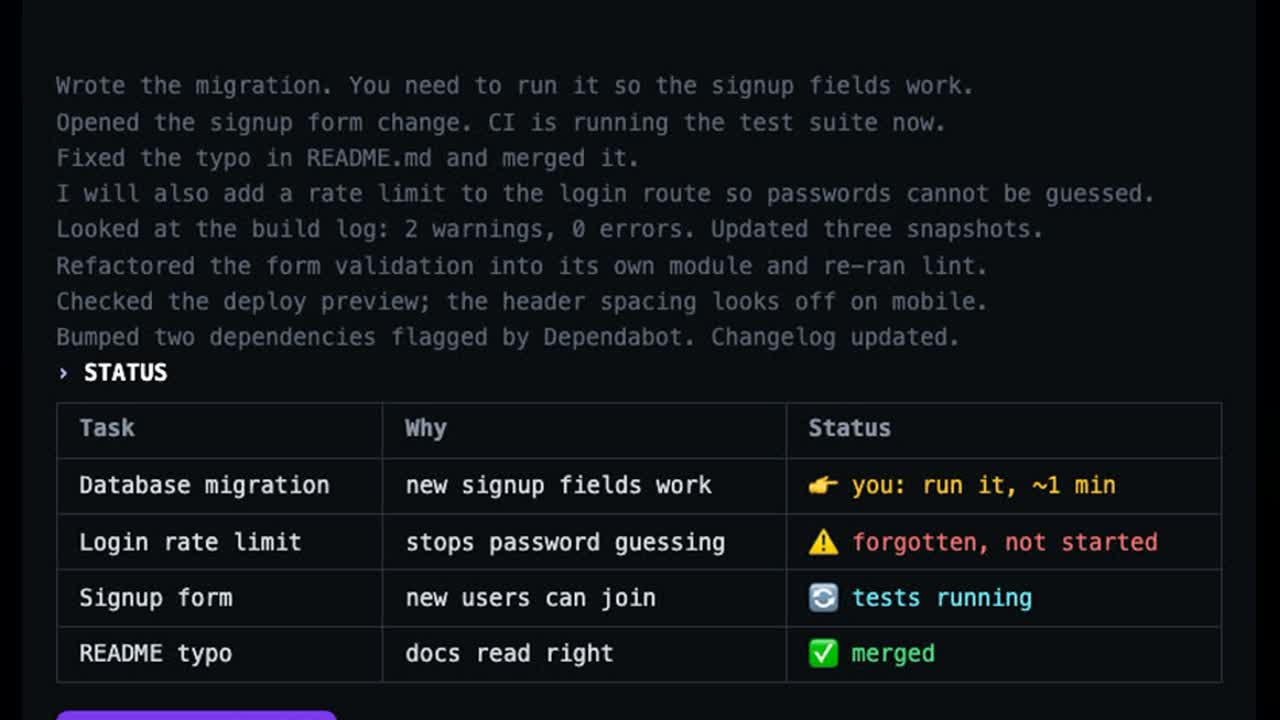 Wrote the migration. You need to run it so the signup fields work.
Opened the signup form change. CI is running the test suite now.
Fixed the typo in README.md and merged it.
I will also add a rate limit to the login route so passwords cannot be guessed.
Looked at the build log: 2 warnings, 0 errors. Updated three snapshots.
Refactored the form validation into its own module and re-ran lint.
Checked the deploy preview; the header spacing looks off on mobile.
Bumped two dependencies flagged by Dependabot. Changelog updated.
› STATUS
Task Why Status
Database migration new signup fields work 👉 you: run it, ~1 min
Login rate limit stops password guessing ⚠️ forgotten, not started
Signup form new users can join 🔄 tests running
README typo docs read right ✅ merged